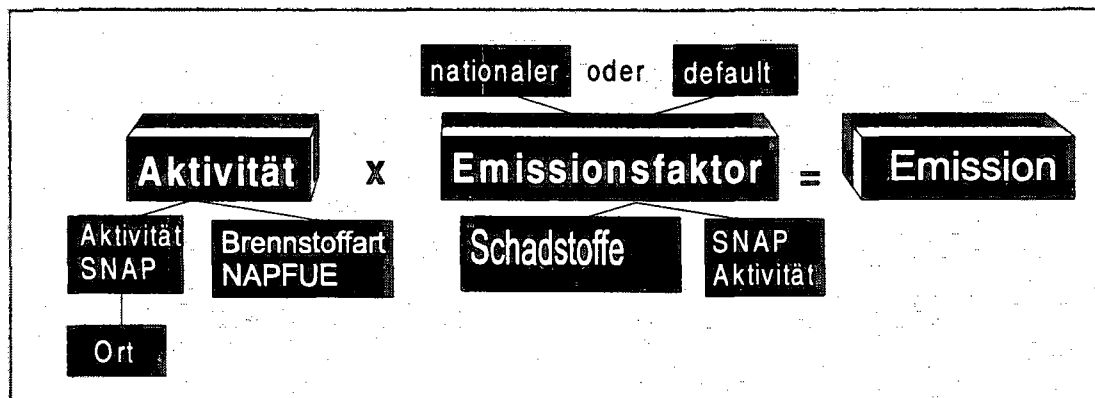 nationaler oder default
Aktivität x Emissionsfaktor = Emission
Aktivität
SNAP
Brennstoffart
NAPFUE
Schadstoffe
SNAP
Aktivität
Ort